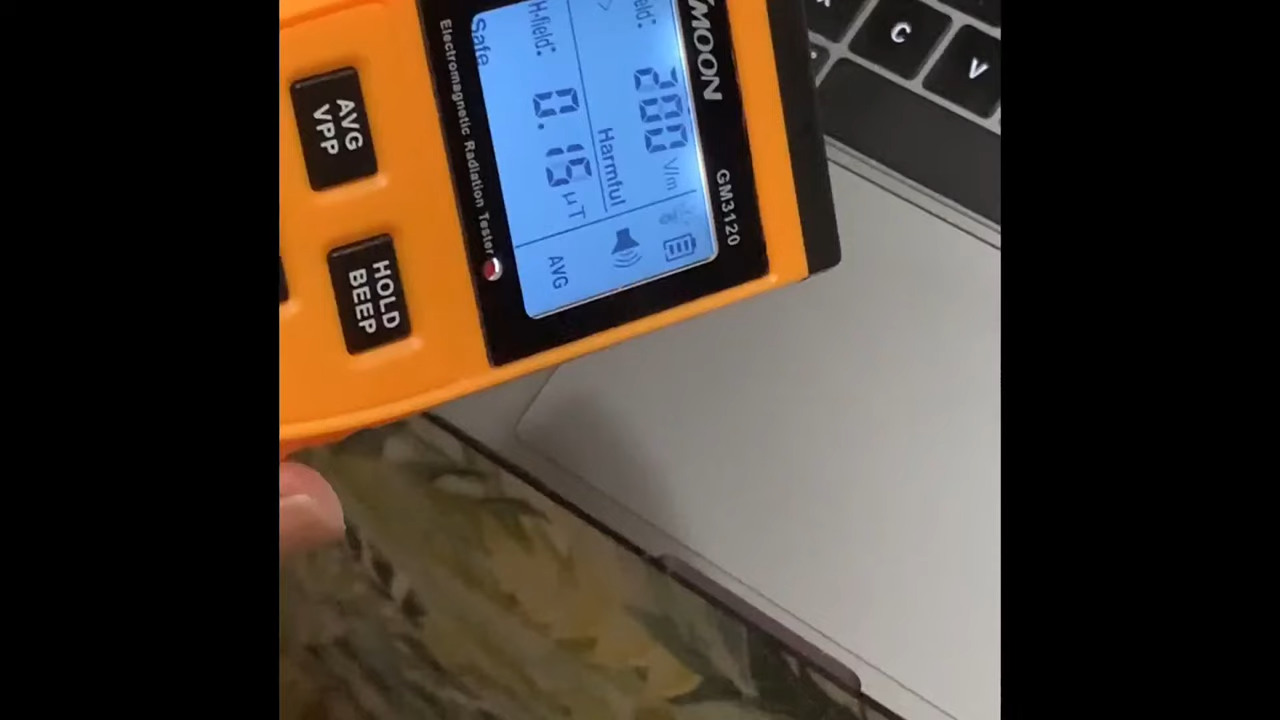 MOON
GM3120
ield:
200
V/m
Harmful
H-field:
0.15
μT
Safe
AVG
Electromagnetic Radiation Tester
AVG
VPP
HOLD
BEEP
C
V